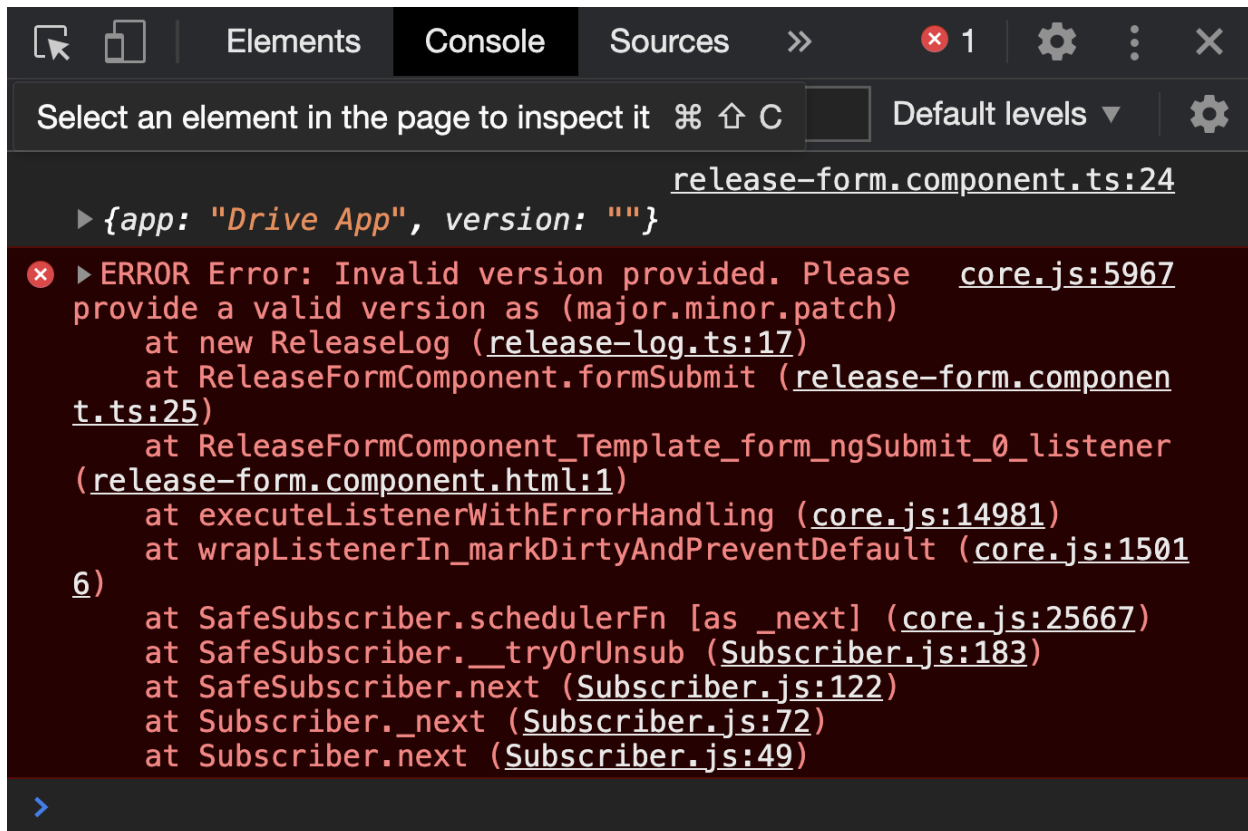 Elements Console Sources » 1
Select an element in the page to inspect it ⌘ ⇧ C Default levels ▼
release-form.component.ts:24
▶{app: "Drive App", version: ""}
▶ERROR Error: Invalid version provided. Please core.js:5967
provide a valid version as (major.minor.patch)
at new ReleaseLog (release-log.ts:17)
at ReleaseFormComponent.formSubmit (release-form.componen
t.ts:25)
at ReleaseFormComponent_Template_form_ngSubmit_0_listener
(release-form.component.html:1)
at executeListenerWithErrorHandling (core.js:14981)
at wrapListenerIn_markDirtyAndPreventDefault (core.js:1501
6)
at SafeSubscriber.schedulerFn [as _next] (core.js:25667)
at SafeSubscriber.__tryOrUnsub (Subscriber.js:183)
at SafeSubscriber.next (Subscriber.js:122)
at Subscriber._next (Subscriber.js:72)
at Subscriber.next (Subscriber.js:49)